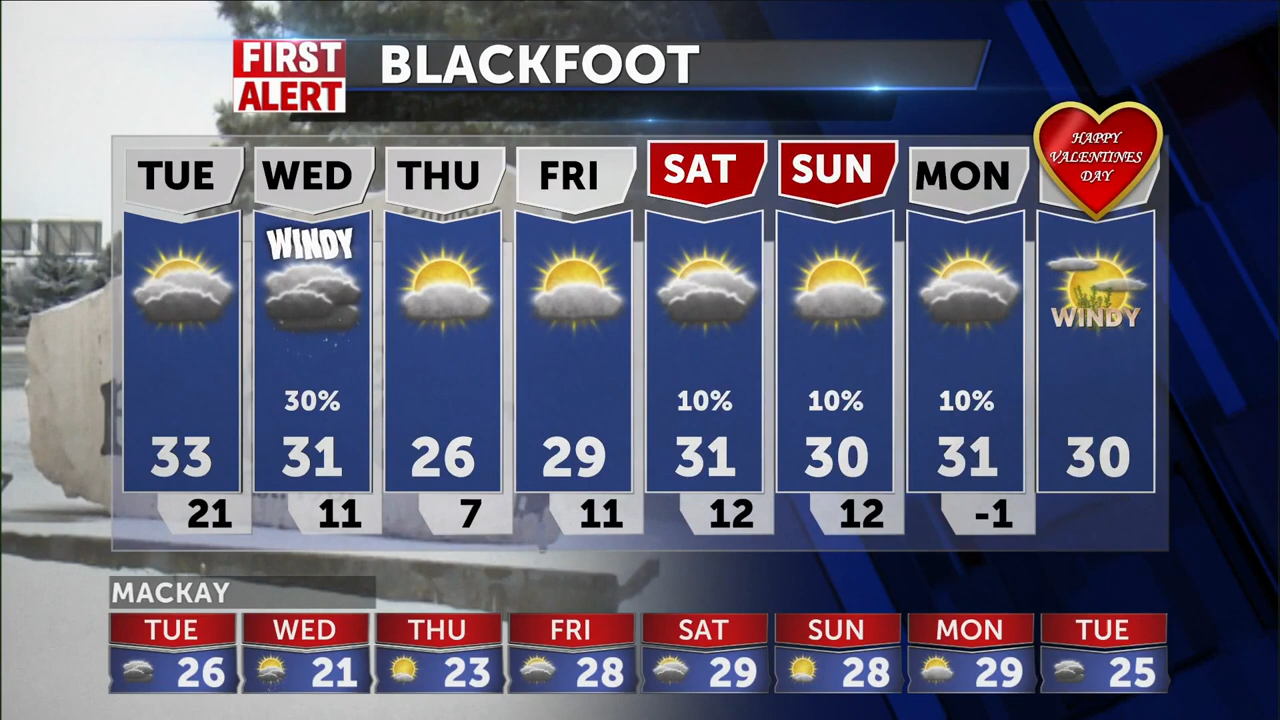 FIRST
ALERT
BLACKFOOT
TUE WED THU FRI SAT SUN MON HAPPY
VALENTINES
DAY
WINDY
WINDY
30% 10% 10% 10%
33 31 26 29 31 30 31 30
21 11 7 11 12 12 -1
MACKAY
TUE WED THU FRI SAT SUN MON TUE
26 21 23 28 29 28 29 25